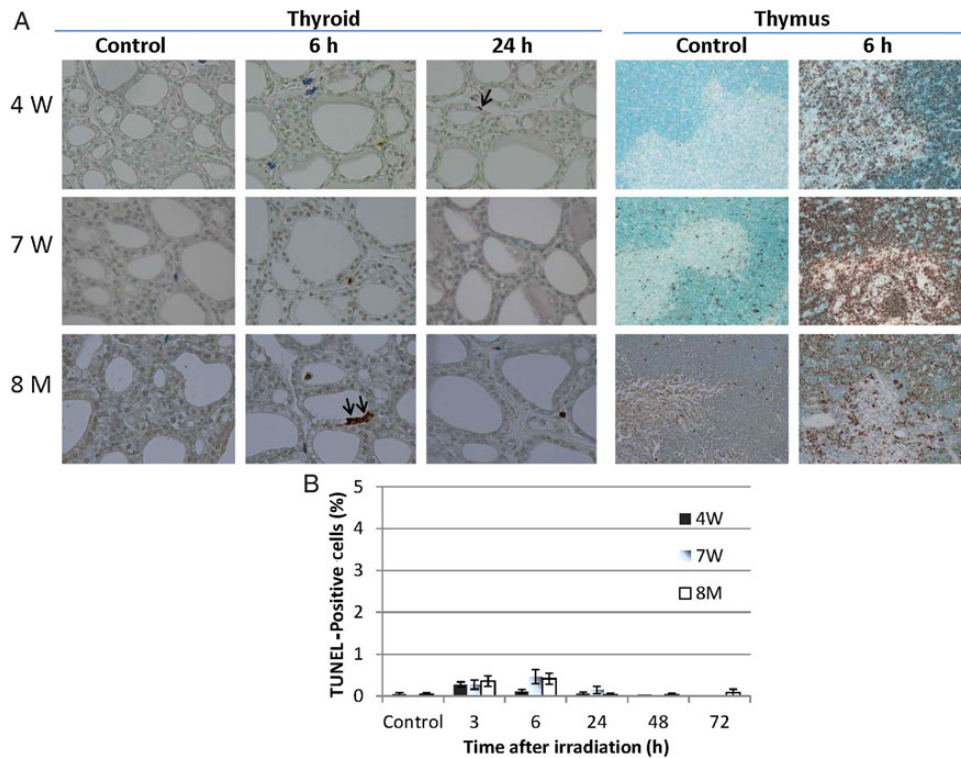 A
Thyroid
Thymus
Control 6 h 24 h Control 6 h
4 W
7 W
8 M
B
TUNEL-Positive cells (%)
5
4
3
2
1
0
4W
7W
8M
Control 3 6 24 48 72
Time after irradiation (h)